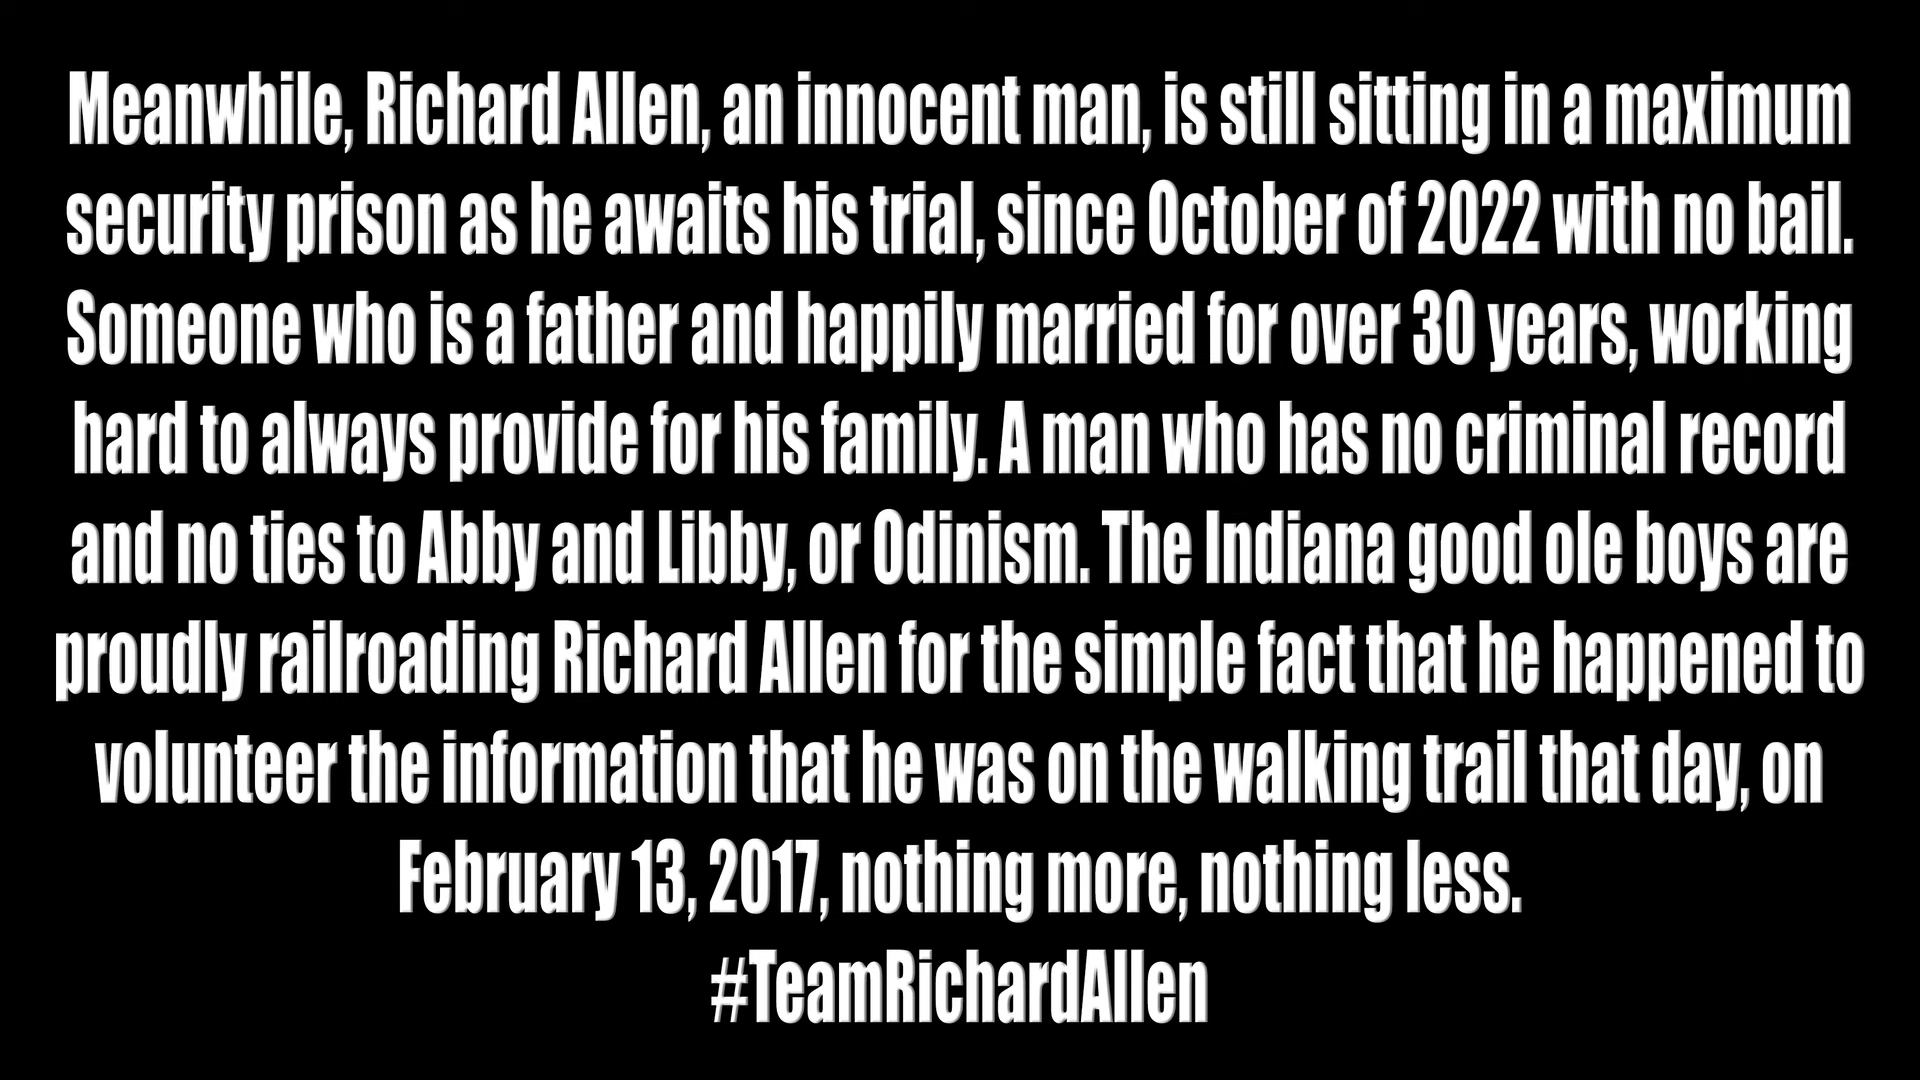 Meanwhile, Richard Allen, an innocent man, is still sitting in a maximum
security prison as he awaits his trial, since October of 2022 with no bail.
Someone who is a father and happily married for over 30 years, working
hard to always provide for his family. A man who has no criminal record
and no ties to Abby and Libby, or Odinism. The Indiana good ole boys are
proudly railroading Richard Allen for the simple fact that he happened to
volunteer the information that he was on the walking trail that day, on
February 13, 2017, nothing more, nothing less.
#TeamRichardAllen